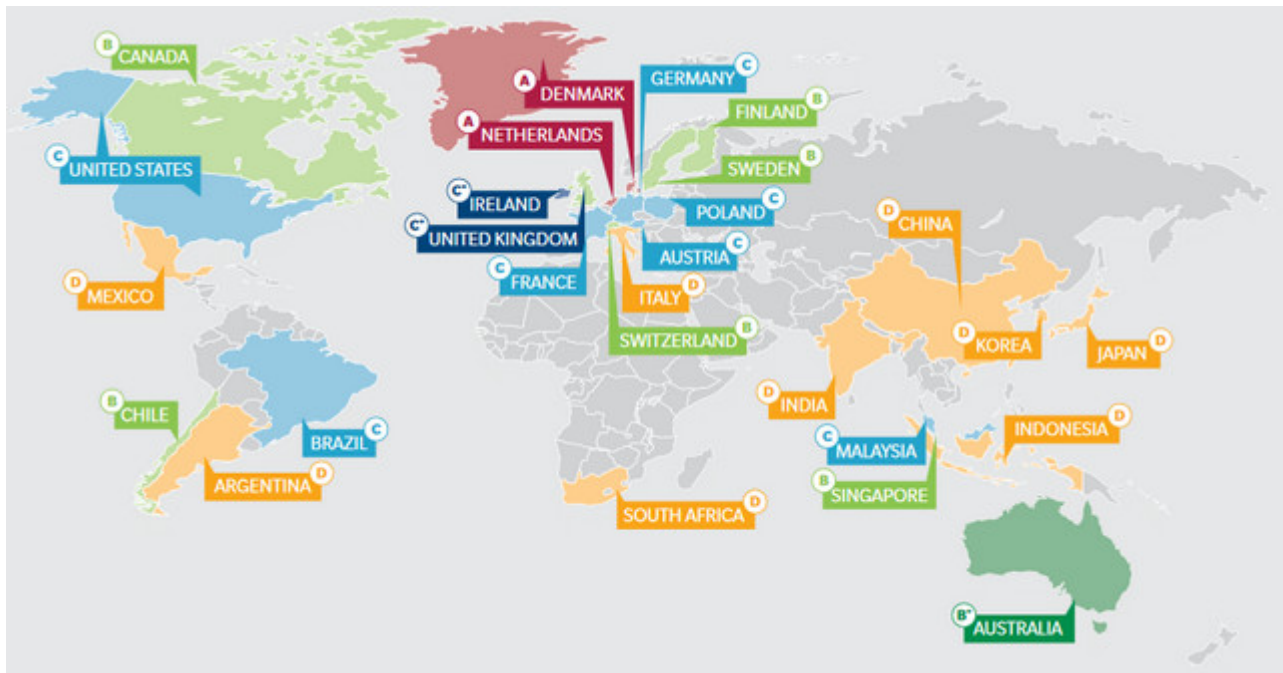 B CANADA
C GERMANY
A DENMARK
B FINLAND
A NETHERLANDS
C UNITED STATES
B SWEDEN
C+ IRELAND
C POLAND
D CHINA
C+ UNITED KINGDOM
C AUSTRIA
C FRANCE
D MEXICO
D ITALY
B SWITZERLAND
D KOREA
D JAPAN
D INDIA
B CHILE
C BRAZIL
C MALAYSIA
D INDONESIA
D ARGENTINA
B SINGAPORE
D SOUTH AFRICA
B+ AUSTRALIA